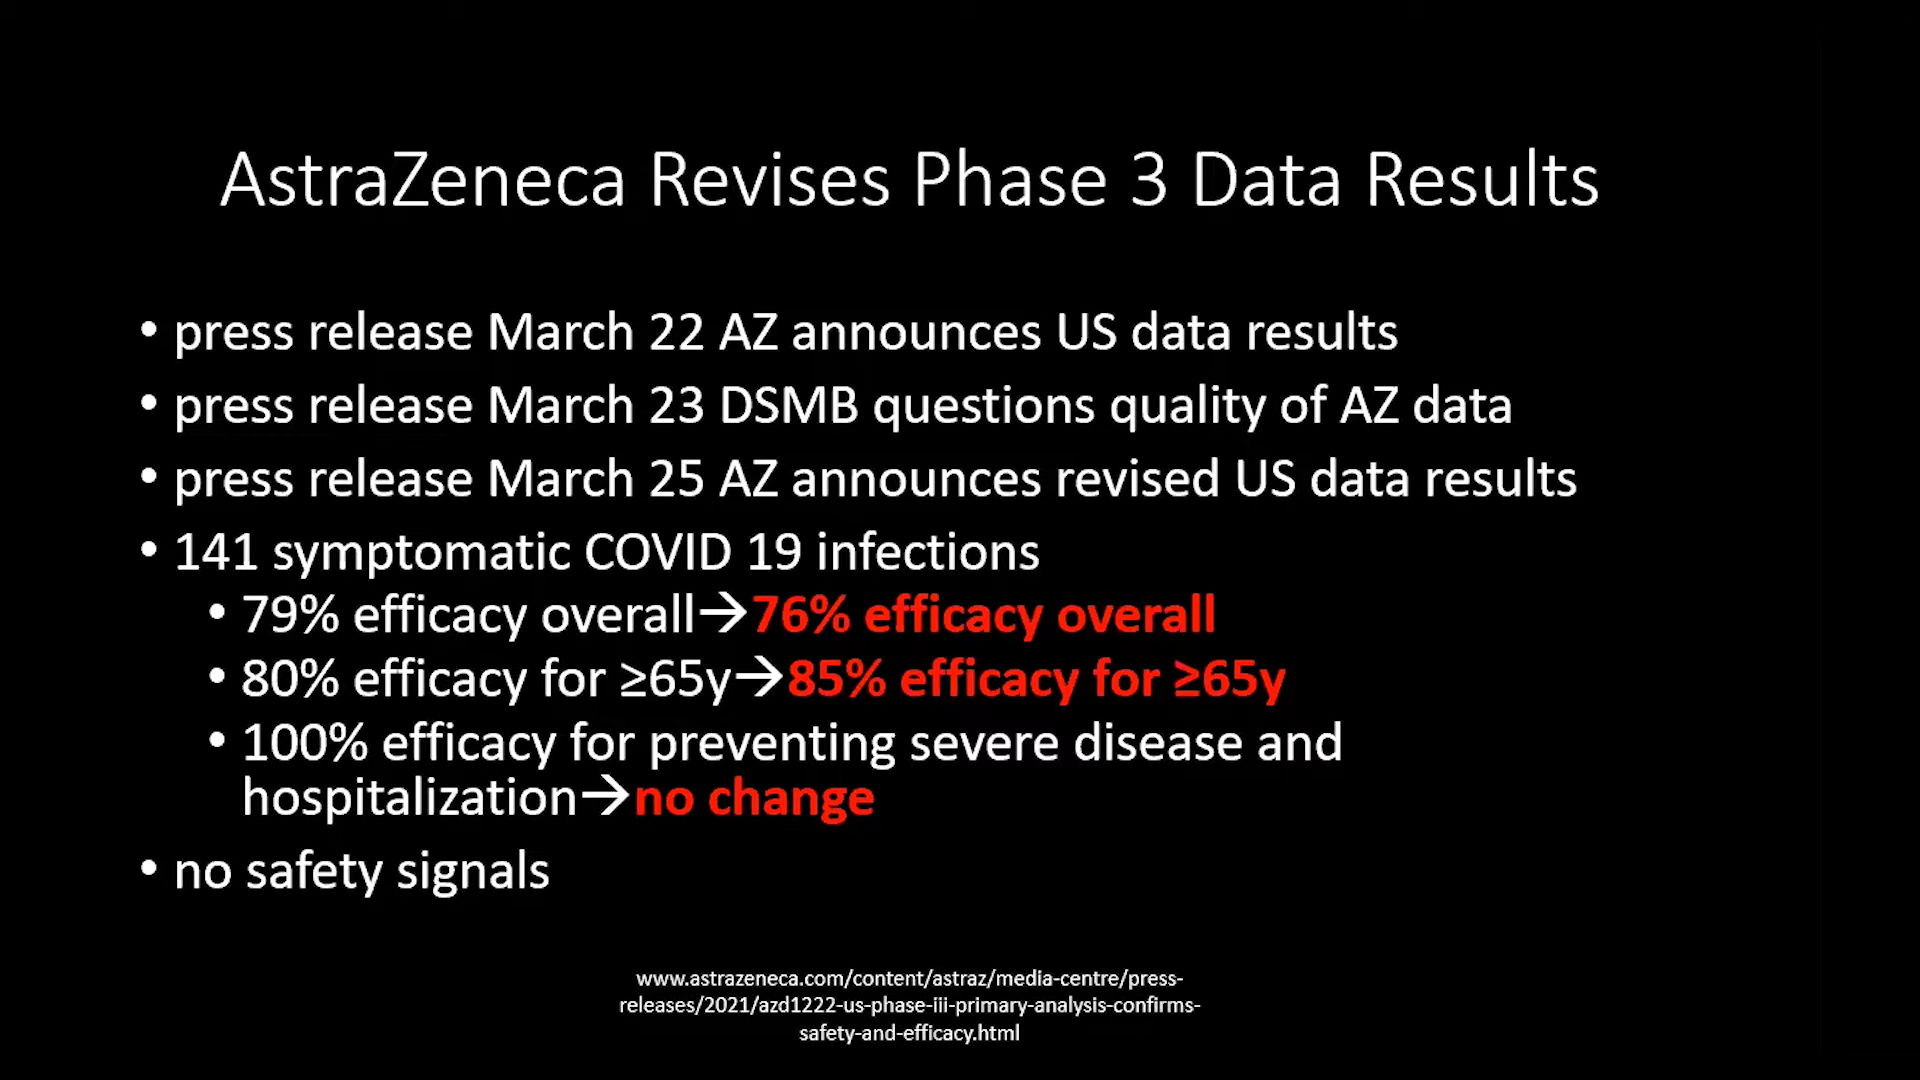 AstraZeneca Revises Phase 3 Data Results
• press release March 22 AZ announces US data results
• press release March 23 DSMB questions quality of AZ data
• press release March 25 AZ announces revised US data results
• 141 symptomatic COVID 19 infections
• 79% efficacy overall→76% efficacy overall
• 80% efficacy for ≥65y→85% efficacy for ≥65y
• 100% efficacy for preventing severe disease and
hospitalization→no change
• no safety signals
www.astrazeneca.com/content/astraz/media-centre/press-
releases/2021/azd1222-us-phase-iii-primary-analysis-confirms-
safety-and-efficacy.html